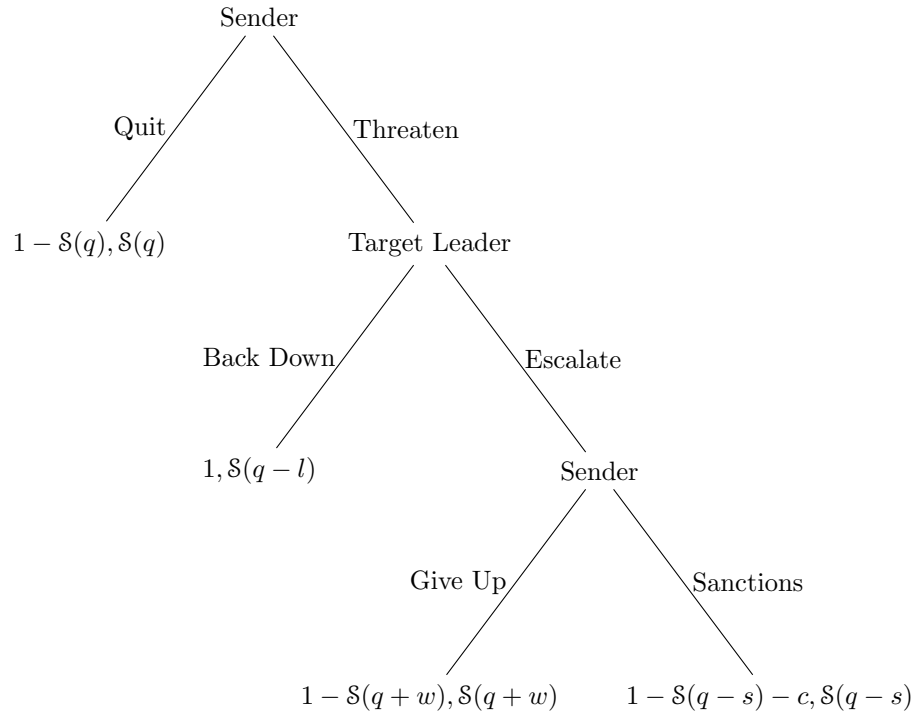 Sender
Quit
Threaten
1 − 𝒮(q), 𝒮(q)
Target Leader
Back Down
Escalate
1, 𝒮(q − l)
Sender
Give Up
Sanctions
1 − 𝒮(q + w), 𝒮(q + w)
1 − 𝒮(q − s) − c, 𝒮(q − s)